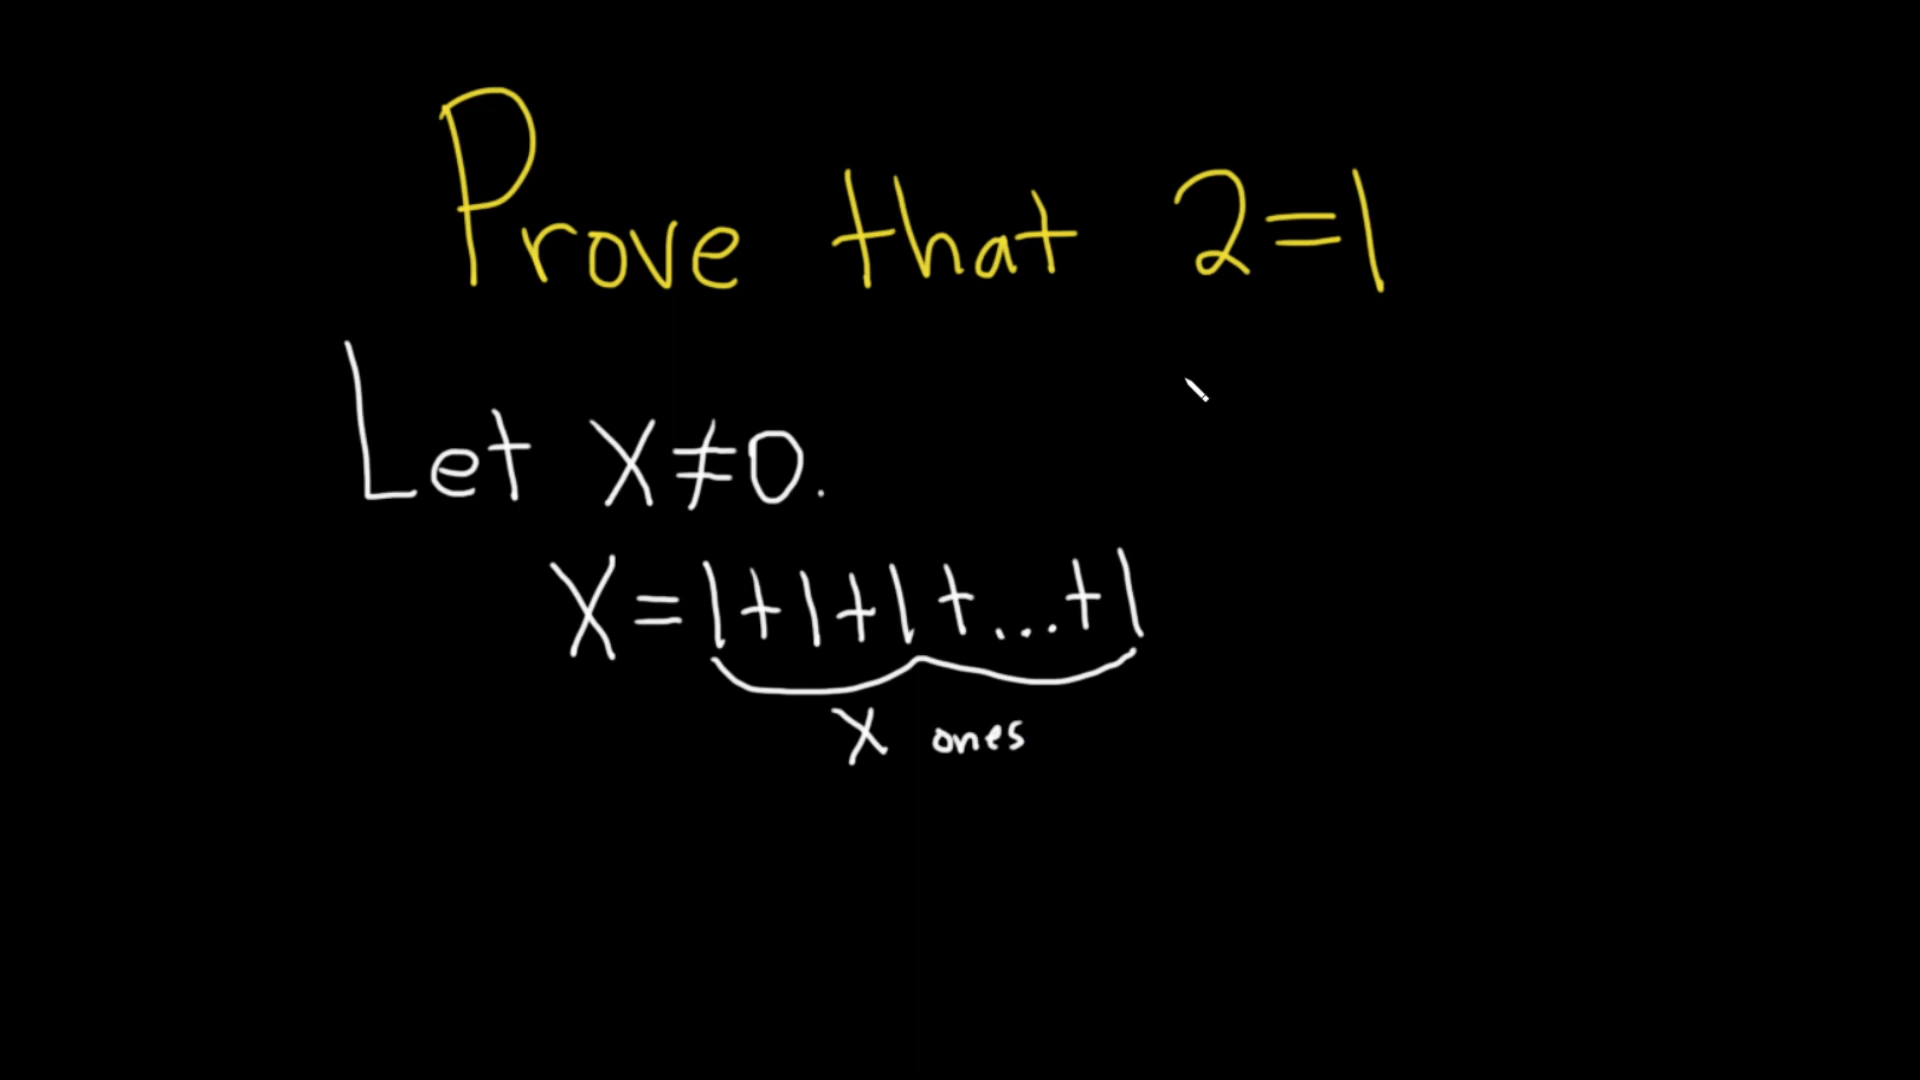 Prove that 2=1
Let x≠0.
x=1+1+1+...+1
x ones